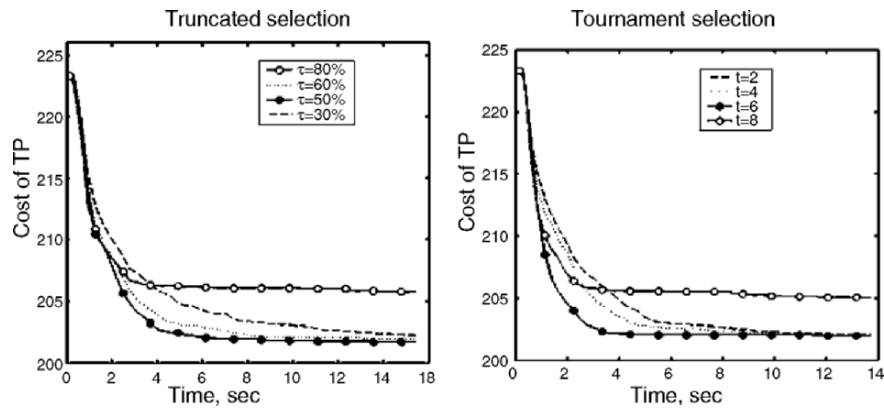 Truncated selection
225
220
215
210
205
200
Cost of TP
τ=80%
τ=60%
τ=50%
τ=30%
0 2 4 6 8 10 12 14 16 18
Time, sec
Tournament selection
225
220
215
210
205
200
Cost of TP
t=2
t=4
t=6
t=8
0 2 4 6 8 10 12 14
Time, sec